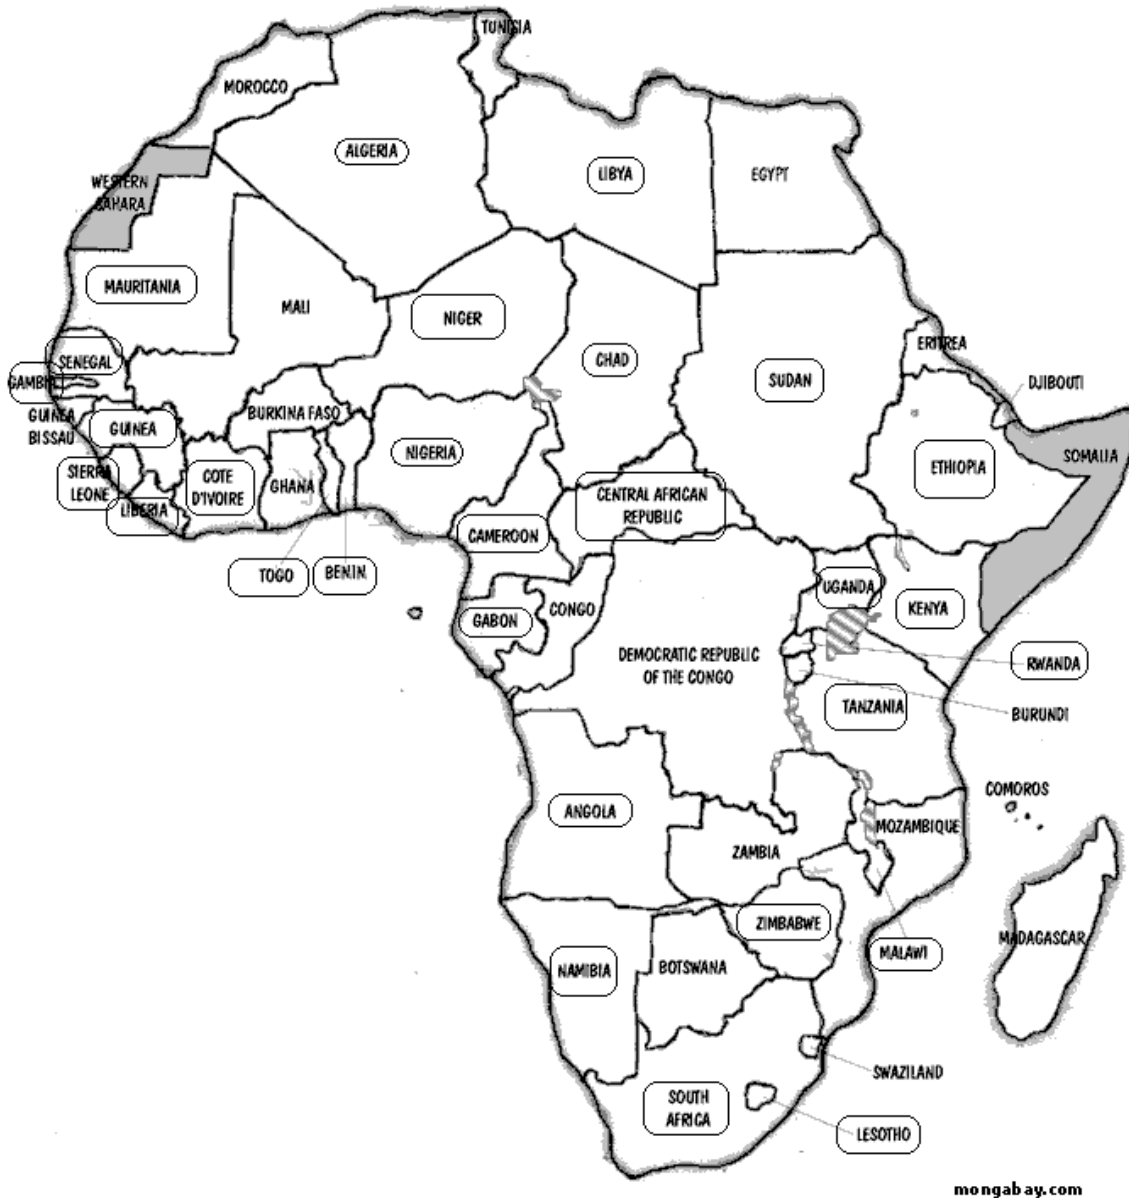 TUNISIA
MOROCCO
ALGERIA
LIBYA
EGYPT
WESTERN
SAHARA
MAURITANIA
MALI
NIGER
CHAD
SUDAN
ERITREA
DJIBOUTI
SENEGAL
GAMBIA
GUINEA
BISSAU
GUINEA
BURKINA FASO
SIERRA
LEONE
LIBERIA
COTE
D'IVOIRE
GHANA
NIGERIA
ETHIOPIA
SOMALIA
CENTRAL AFRICAN
REPUBLIC
CAMEROON
TOGO
BENIN
UGANDA
KENYA
GABON
CONGO
DEMOCRATIC REPUBLIC
OF THE CONGO
RWANDA
TANZANIA
BURUNDI
COMOROS
ANGOLA
MOZAMBIQUE
ZAMBIA
ZIMBABWE
MALAWI
MADAGASCAR
NAMIBIA
BOTSWANA
SWAZILAND
SOUTH
AFRICA
LESOTHO
mongabay.com